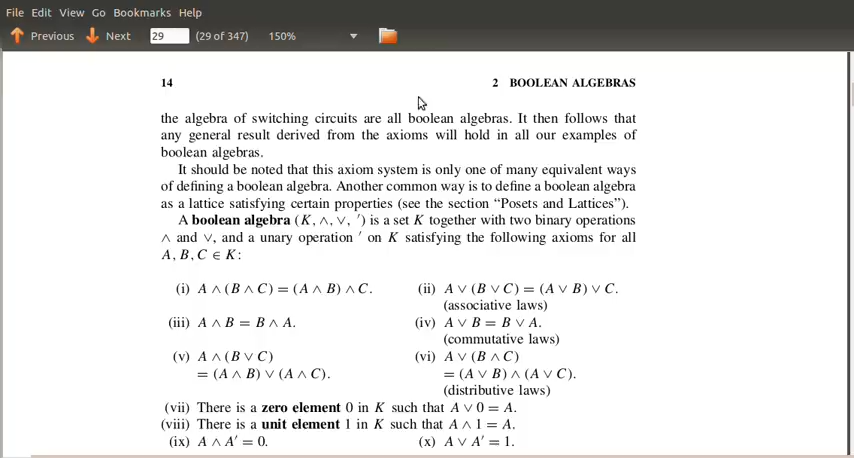 File Edit View Go Bookmarks Help
Previous Next 29 (29 of 347) 150%
14 2 BOOLEAN ALGEBRAS
the algebra of switching circuits are all boolean algebras. It then follows that
any general result derived from the axioms will hold in all our examples of
boolean algebras.
It should be noted that this axiom system is only one of many equivalent ways
of defining a boolean algebra. Another common way is to define a boolean algebra
as a lattice satisfying certain properties (see the section “Posets and Lattices”).
A boolean algebra (K, ∧, ∨, ′) is a set K together with two binary operations
∧ and ∨, and a unary operation ′ on K satisfying the following axioms for all
A, B, C ∈ K:
(i) A ∧ (B ∧ C) = (A ∧ B) ∧ C. (ii) A ∨ (B ∨ C) = (A ∨ B) ∨ C.
(associative laws)
(iii) A ∧ B = B ∧ A. (iv) A ∨ B = B ∨ A.
(commutative laws)
(v) A ∧ (B ∨ C) (vi) A ∨ (B ∧ C)
= (A ∧ B) ∨ (A ∧ C). = (A ∨ B) ∧ (A ∨ C).
(distributive laws)
(vii) There is a zero element 0 in K such that A ∨ 0 = A.
(viii) There is a unit element 1 in K such that A ∧ 1 = A.
(ix) A ∧ A′ = 0. (x) A ∨ A′ = 1.